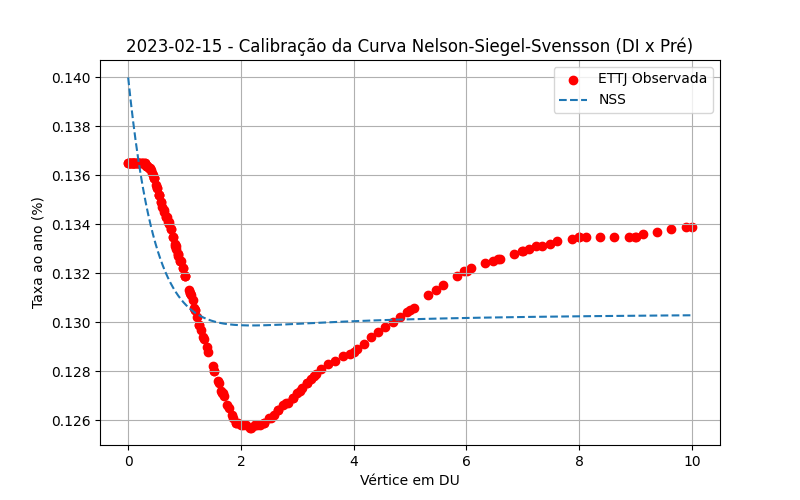 2023-02-15 - Calibração da Curva Nelson-Siegel-Svensson (DI x Pré)
ETTJ Observada
NSS
0.140
0.138
0.136
0.134
0.132
0.130
0.128
0.126
Taxa ao ano (%)
0 2 4 6 8 10
Vértice em DU